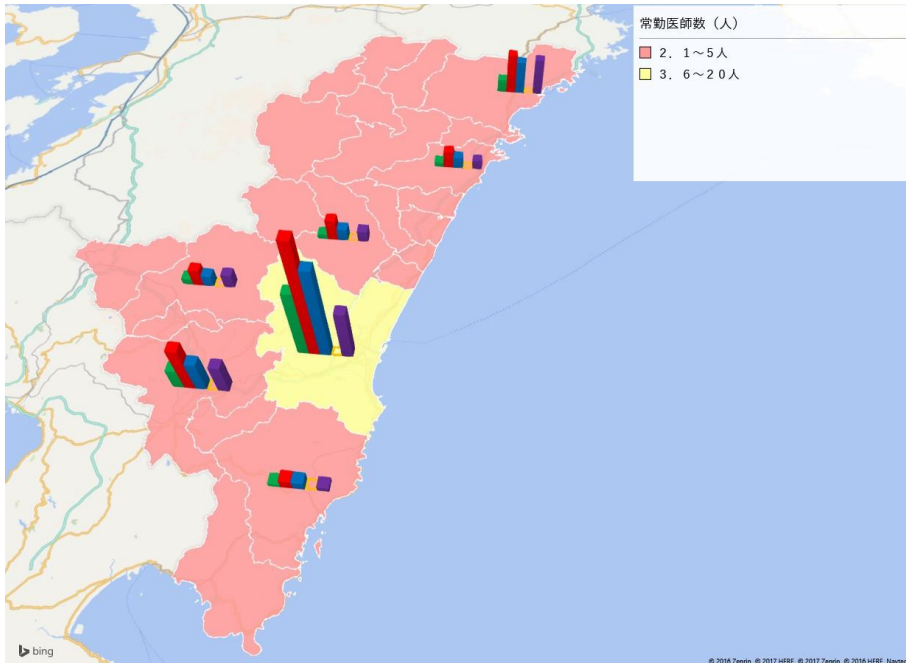 常勤医師数（人）
２．１～５人
３．６～２０人
bing
© 2016 Zenrin, © 2017 HERE, © 2017 Zenrin, © 2016 HERE, Navteq